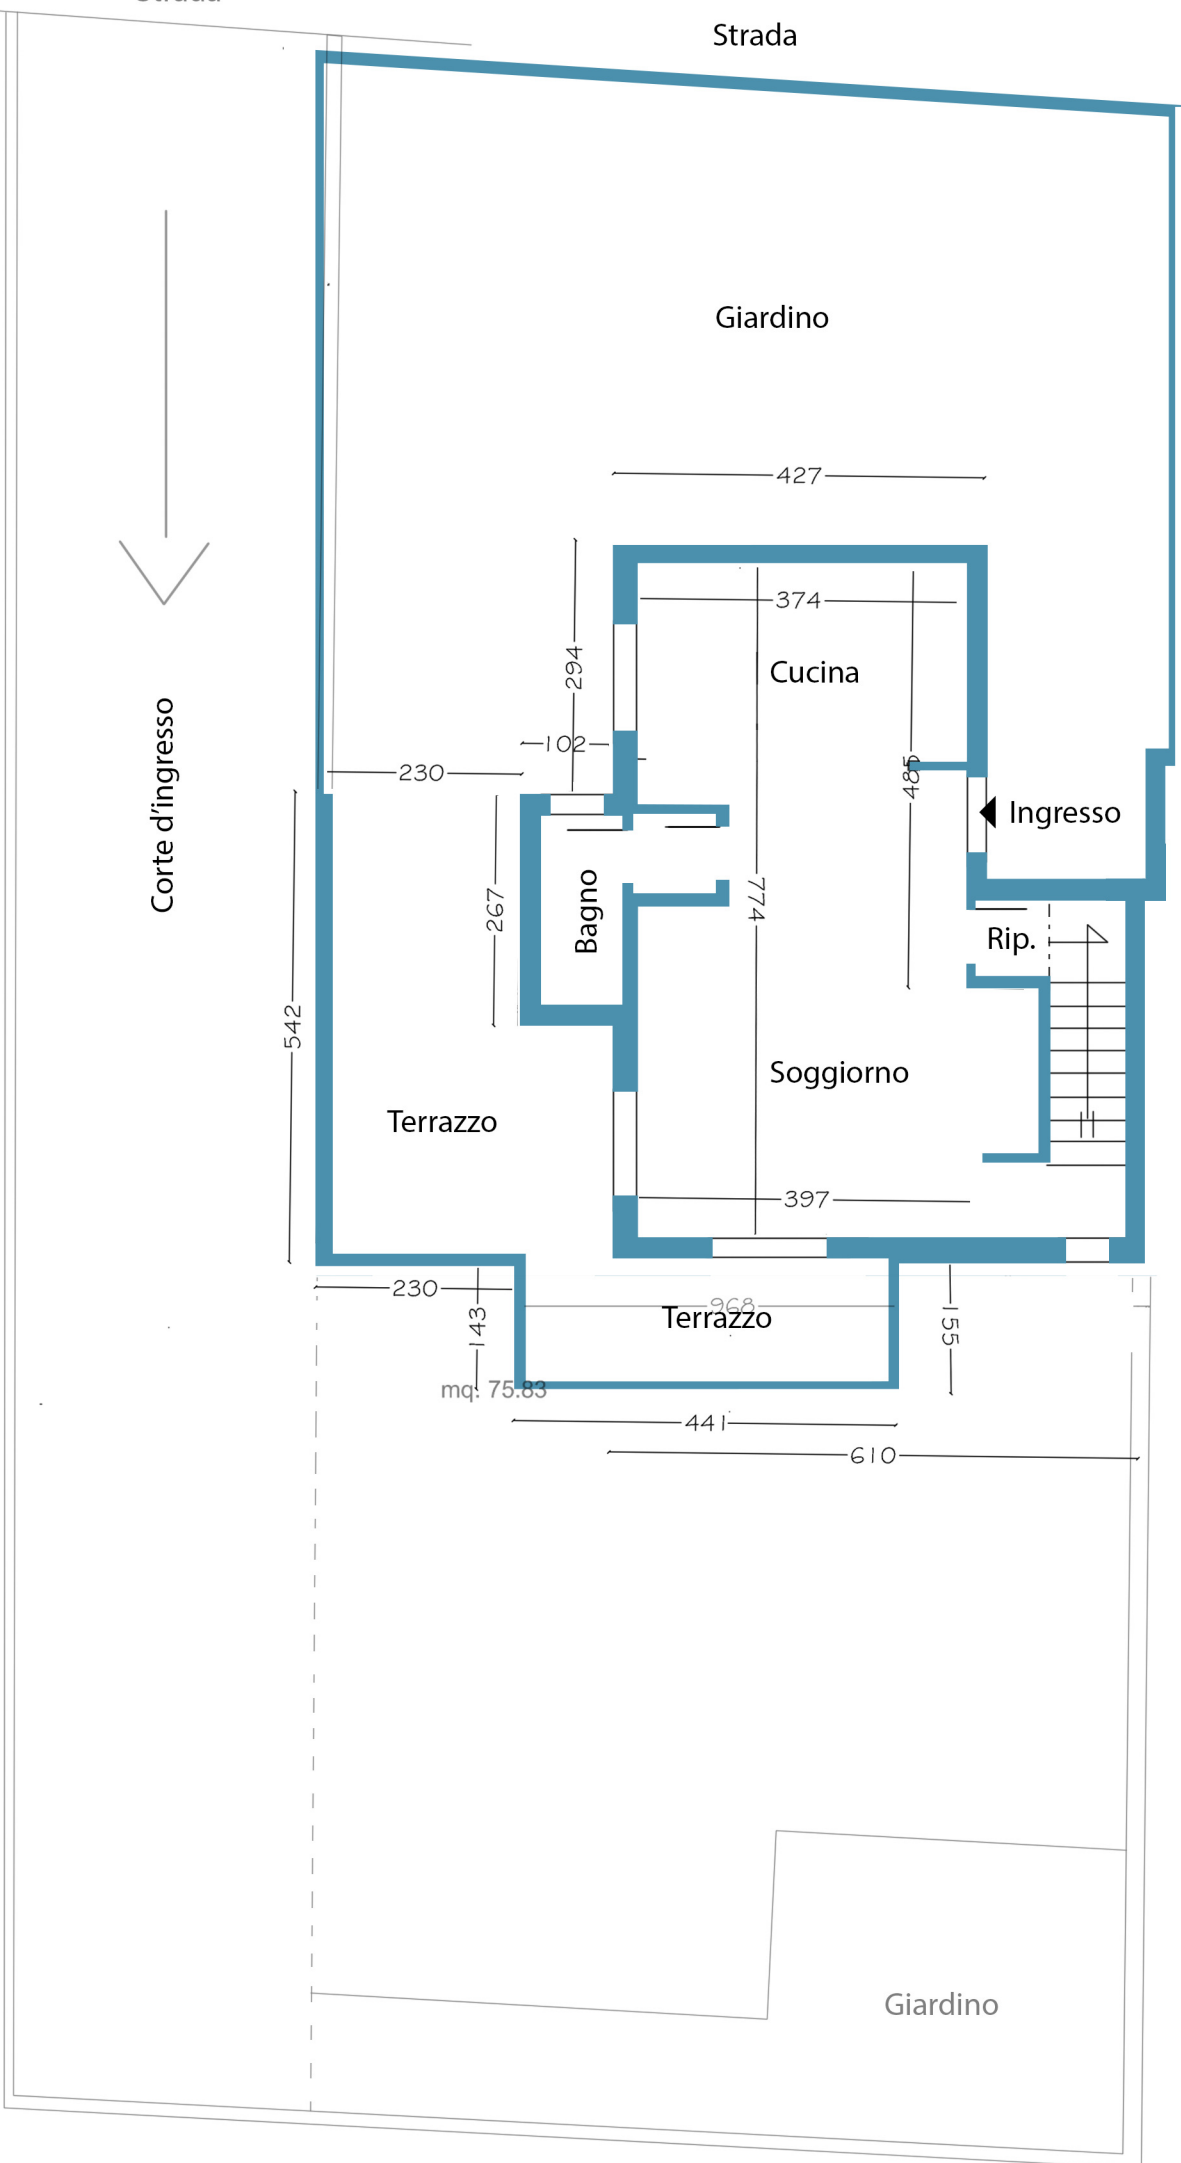 Strada
Strada
Giardino
427
374
294
Cucina
102
230
485
Corte d'ingresso
Ingresso
774
267
Bagno
Rip.
542
Soggiorno
Terrazzo
397
230
143
968
Terrazzo
155
mq. 75.83
441
610
Giardino